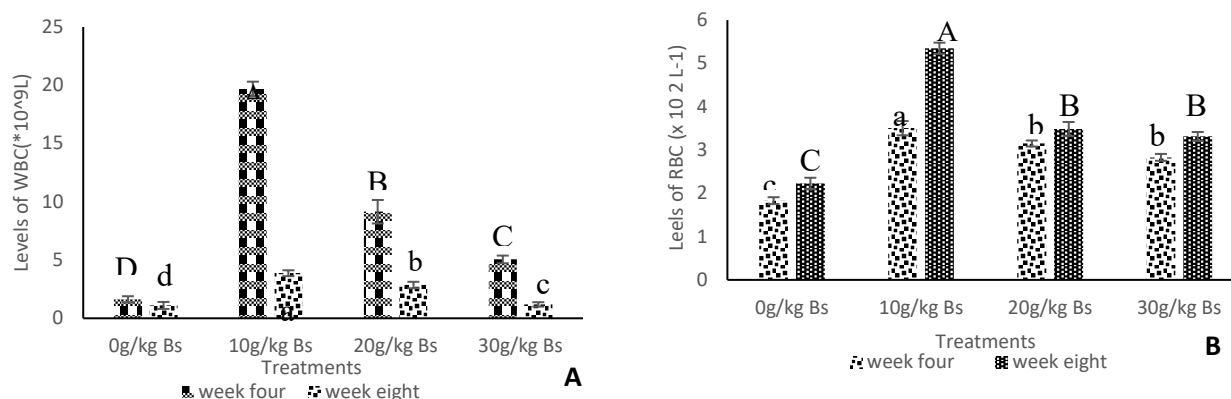 Levels of WBC(*10^9L)
25
20
15
10
5
0
D
d
A
a
B
b
C
c
0g/kg Bs
10g/kg Bs
20g/kg Bs
30g/kg Bs
Treatments
week four
week eight
A
Leels of RBC (x 10 2 L-1)
6
5
4
3
2
1
0
c
C
a
A
b
B
b
B
0g/kg Bs
10g/kg Bs
20g/kg Bs
30g/kg Bs
Treatments
week four
week eight
B